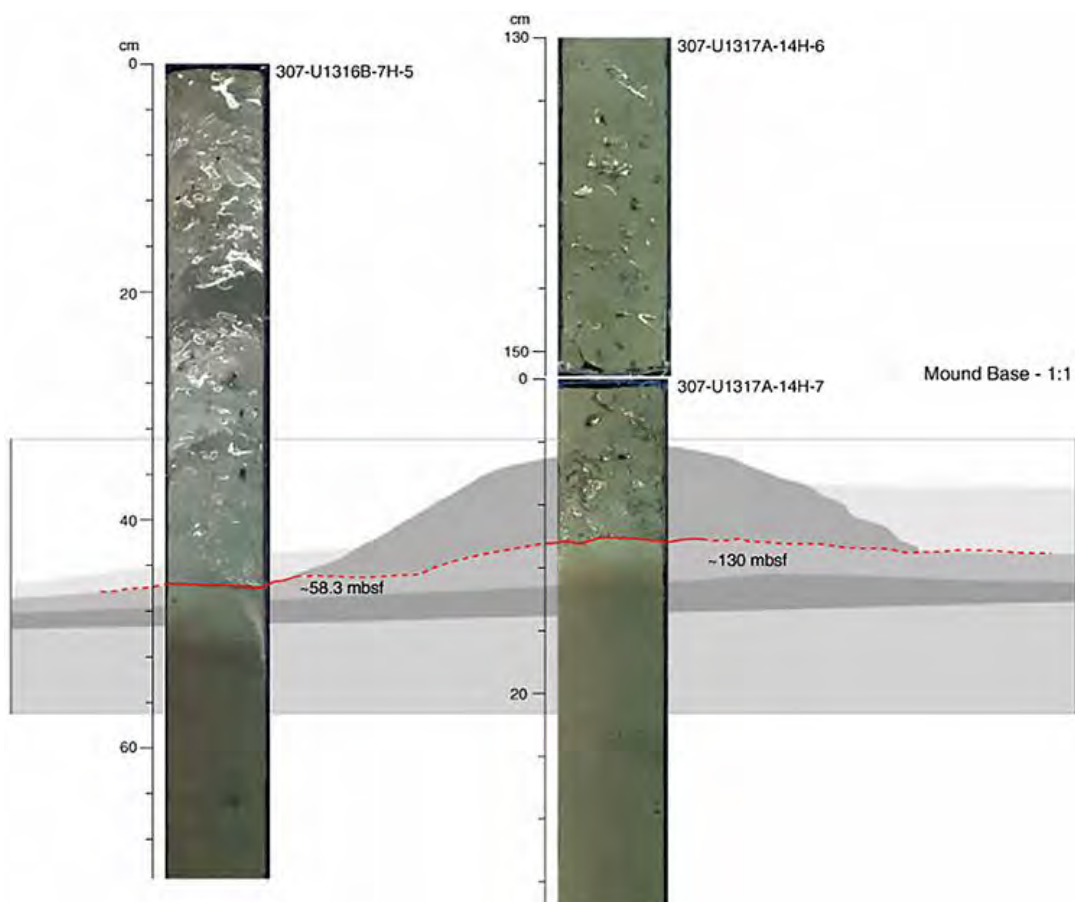 cm
0
307-U1316B-7H-5
20
40
60
cm
130
307-U1317A-14H-6
150
0
307-U1317A-14H-7
20
Mound Base - 1:1
~58.3 mbsf
~130 mbsf